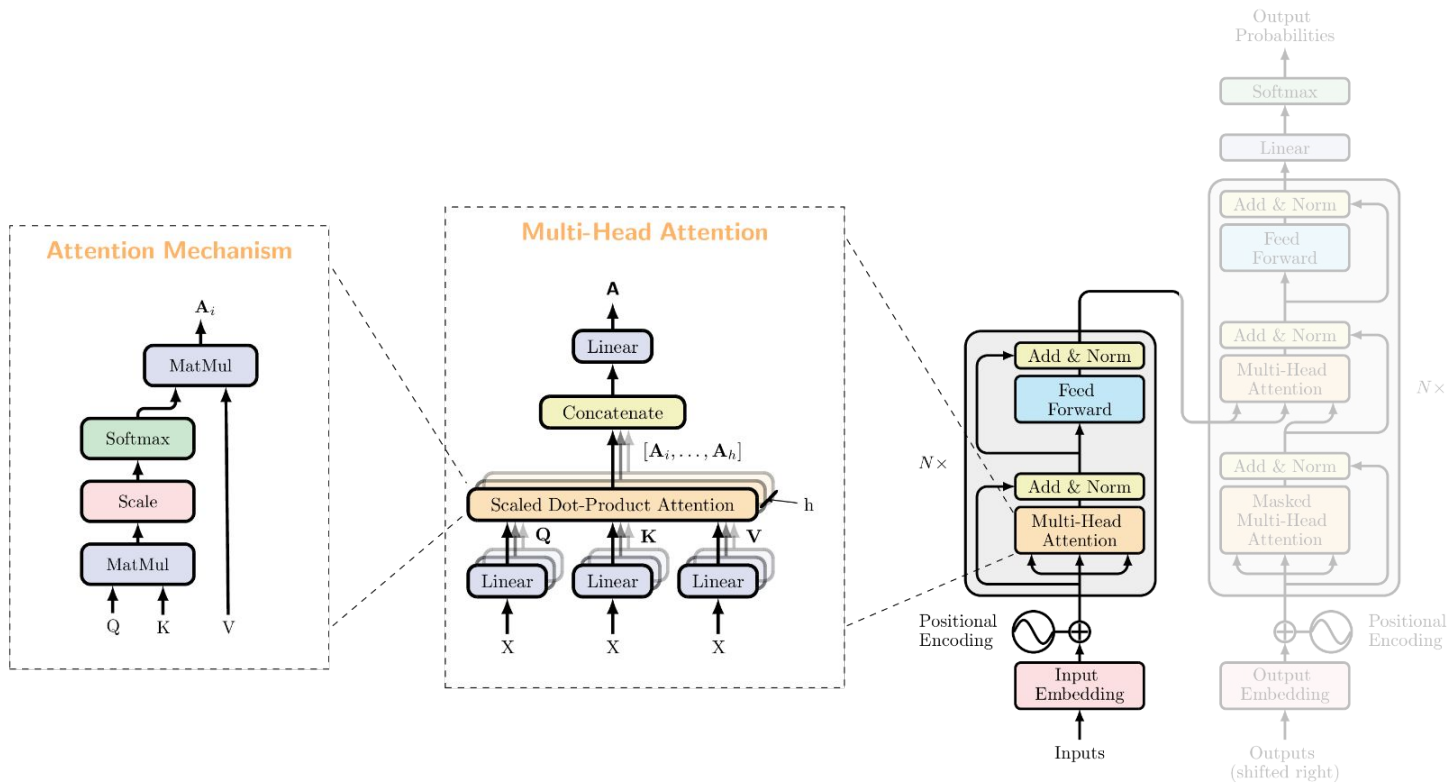 Attention Mechanism
A_i
MatMul
Softmax
Scale
MatMul
Q K V
Multi-Head Attention
A
Linear
Concatenate
[A_i, ..., A_h]
Scaled Dot-Product Attention
h
Q K V
Linear Linear Linear
X X X
Add & Norm
Feed
Forward
N×
Add & Norm
Multi-Head
Attention
Positional
Encoding
Input
Embedding
Inputs
Output
Probabilities
Softmax
Linear
Add & Norm
Feed
Forward
Add & Norm
Multi-Head
Attention
N×
Add & Norm
Masked
Multi-Head
Attention
Positional
Encoding
Output
Embedding
Outputs
(shifted right)